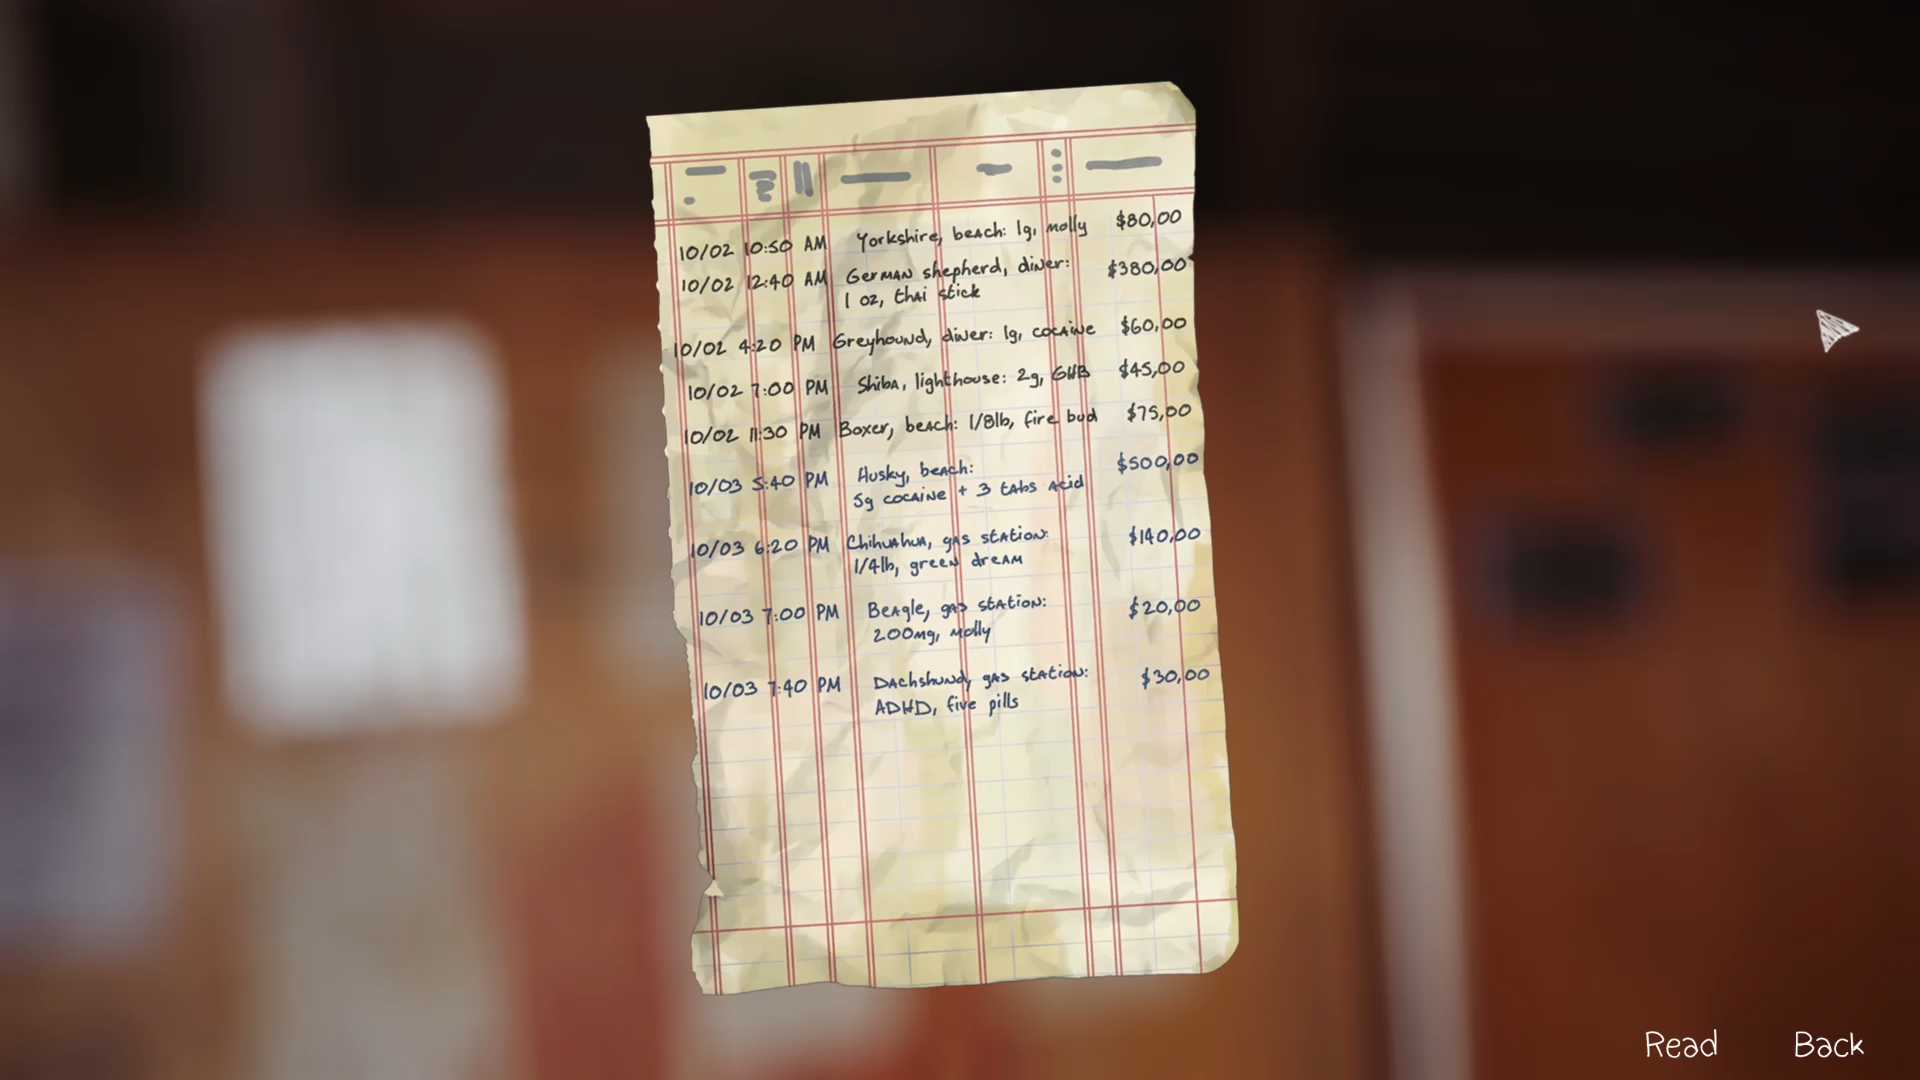 10/02 10:50 AM Yorkshire, beach: 1g, molly $80,00
10/02 12:40 AM German shepherd, diner: $380,00
1 oz, thai stick
10/02 4:20 PM Greyhound, diner: 1g, cocaine $60,00
10/02 7:00 PM Shiba, lighthouse: 2g, GHB $45,00
10/02 11:30 PM Boxer, beach: 1/8lb, fire bud $75,00
10/03 5:40 PM Husky, beach: $500,00
5g cocaine + 3 tabs acid
10/03 6:20 PM Chihuahua, gas station: $140,00
1/4lb, green dream
10/03 7:00 PM Beagle, gas station: $20,00
200mg, molly
10/03 7:40 PM Dachshund, gas station: $30,00
ADHD, five pills
Read Back